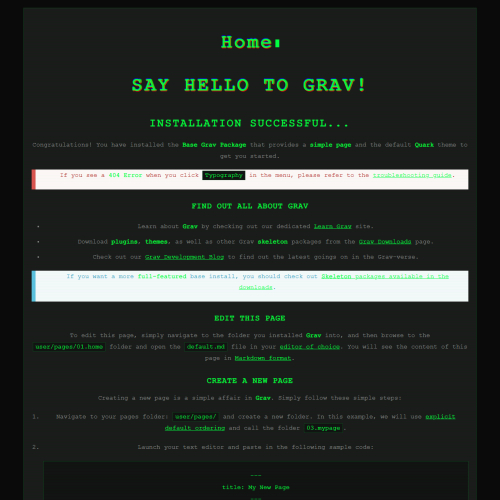 Home
SAY HELLO TO GRAV!
INSTALLATION SUCCESSFUL...
Congratulations! You have installed the Base Grav Package that provides a simple page and the default Quark theme to
get you started.
If you see a 404 Error when you click Typography in the menu, please refer to the troubleshooting guide.
FIND OUT ALL ABOUT GRAV
• Learn about Grav by checking out our dedicated Learn Grav site.
• Download plugins, themes, as well as other Grav skeleton packages from the Grav Downloads page.
• Check out our Grav Development Blog to find out the latest goings on in the Grav-verse.
If you want a more full-featured base install, you should check out Skeleton packages available in the
downloads.
EDIT THIS PAGE
To edit this page, simply navigate to the folder you installed Grav into, and then browse to the
user/pages/01.home folder and open the default.md file in your editor of choice. You will see the content of this
page in Markdown format.
CREATE A NEW PAGE
Creating a new page is a simple affair in Grav. Simply follow these simple steps:
1. Navigate to your pages folder: user/pages/ and create a new folder. In this example, we will use explicit
default ordering and call the folder 03.mypage.
2. Launch your text editor and paste in the following sample code:
---
title: My New Page
---